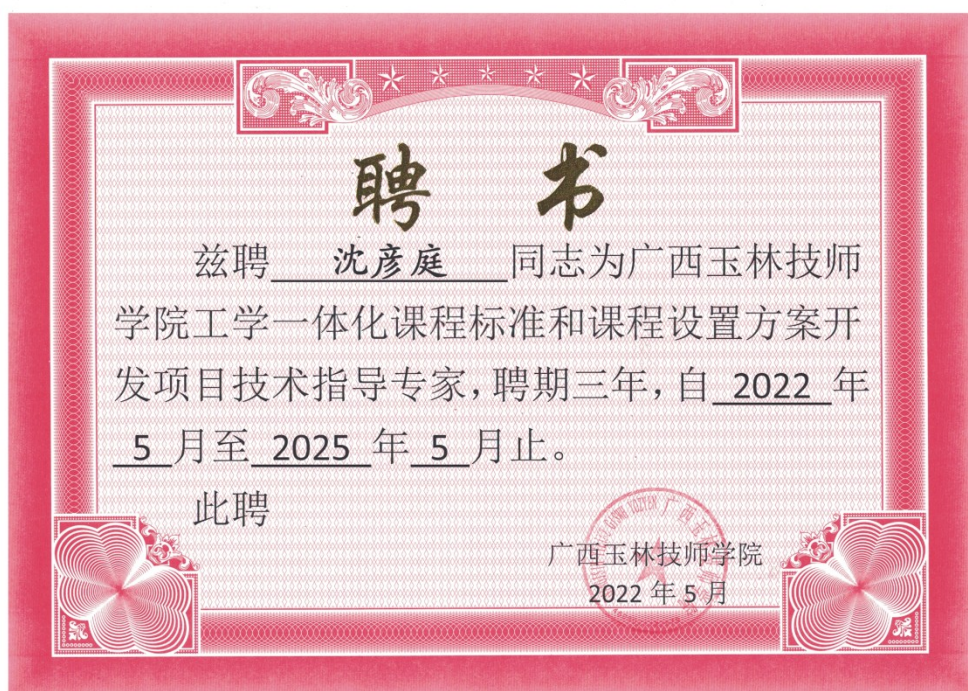 聘 书
兹聘 沈彦庭 同志为广西玉林技师
学院工学一体化课程标准和课程设置方案开
发项目技术指导专家，聘期三年，自 2022 年
5 月至 2025 年 5 月止。
此聘
广西玉林技师学院
2022 年 5 月